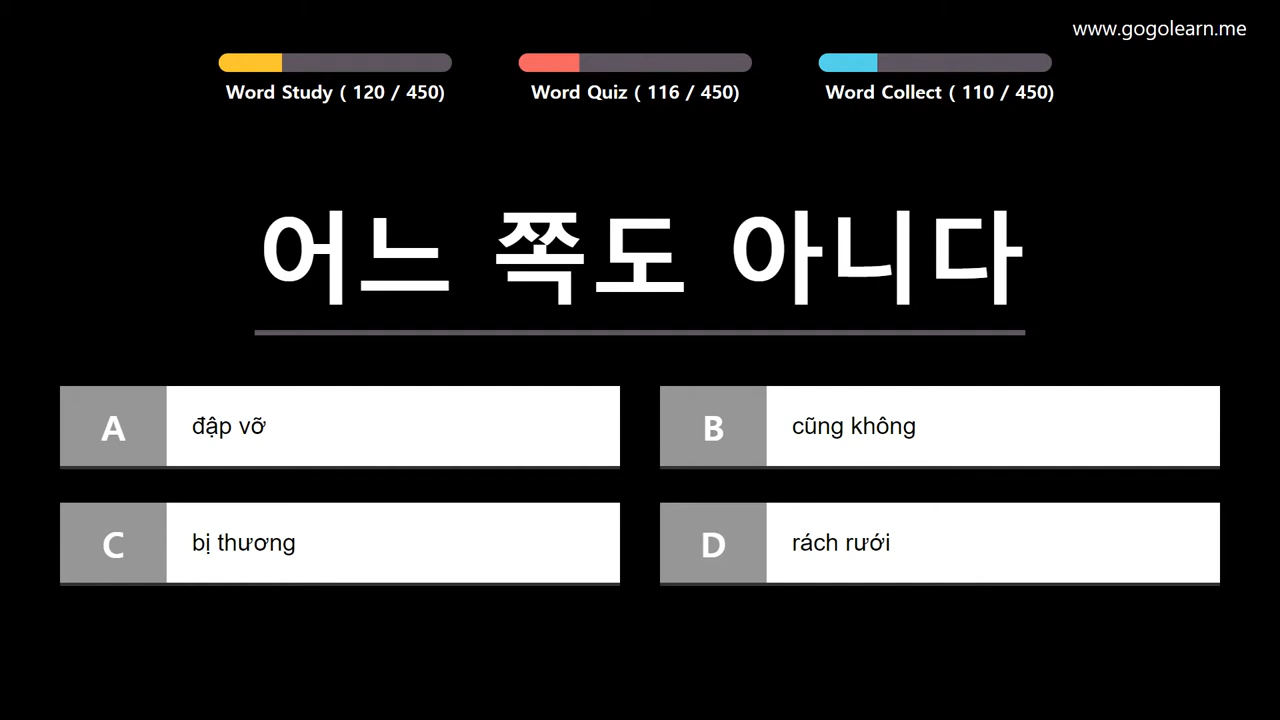 www.gogolearn.me
Word Study ( 120 / 450)
Word Quiz ( 116 / 450)
Word Collect ( 110 / 450)
어느 쪽도 아니다
A
đập vỡ
B
cũng không
C
bị thương
D
rách rưới